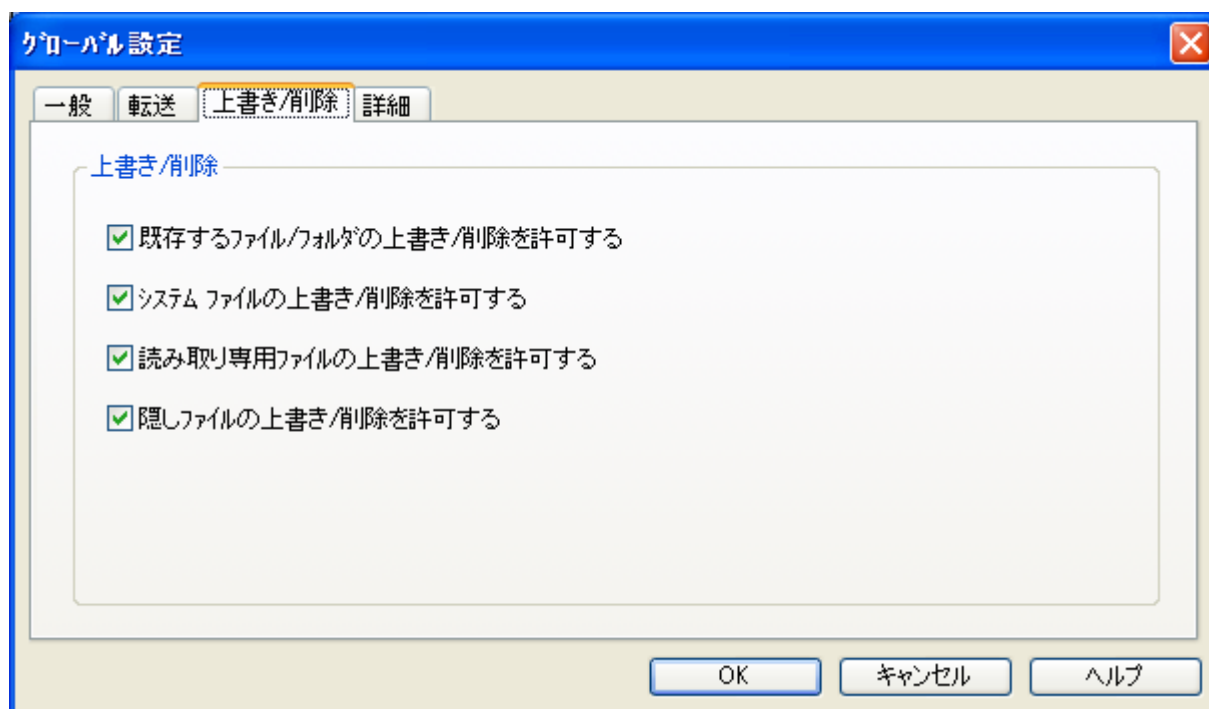 グローバル設定
一般 転送 上書き/削除 詳細
上書き/削除
既存するファイル/フォルダの上書き/削除を許可する
システム ファイルの上書き/削除を許可する
読み取り専用ファイルの上書き/削除を許可する
隠しファイルの上書き/削除を許可する
OK キャンセル ヘルプ